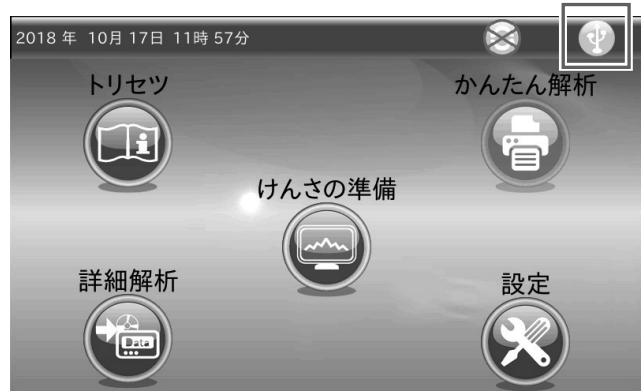 2018 年 10月 17日 11時 57分
トリセツ
かんたん解析
けんさの準備
詳細解析
Data
設定